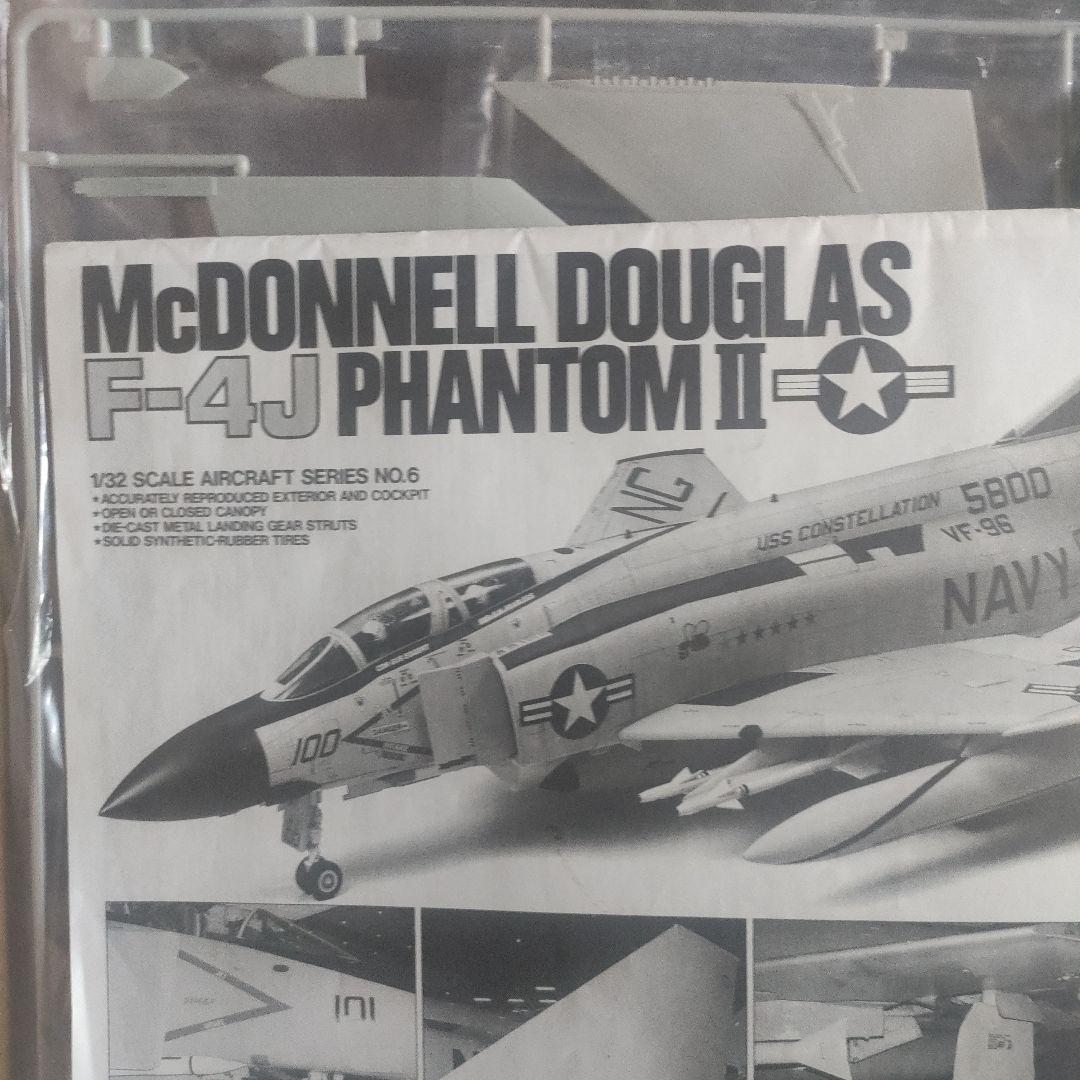 McDONNELL DOUGLAS
F-4J PHANTOM II
1/32 SCALE AIRCRAFT SERIES NO.6
★ACCURATELY REPRODUCED EXTERIOR AND COCKPIT
★OPEN OR CLOSED CANOPY
★DIE-CAST METAL LANDING GEAR STRUTS
★SOLID SYNTHETIC-RUBBER TIRES
NG
USS CONSTELLATION 5800
VF-96
NAVY
100
DANGER
101